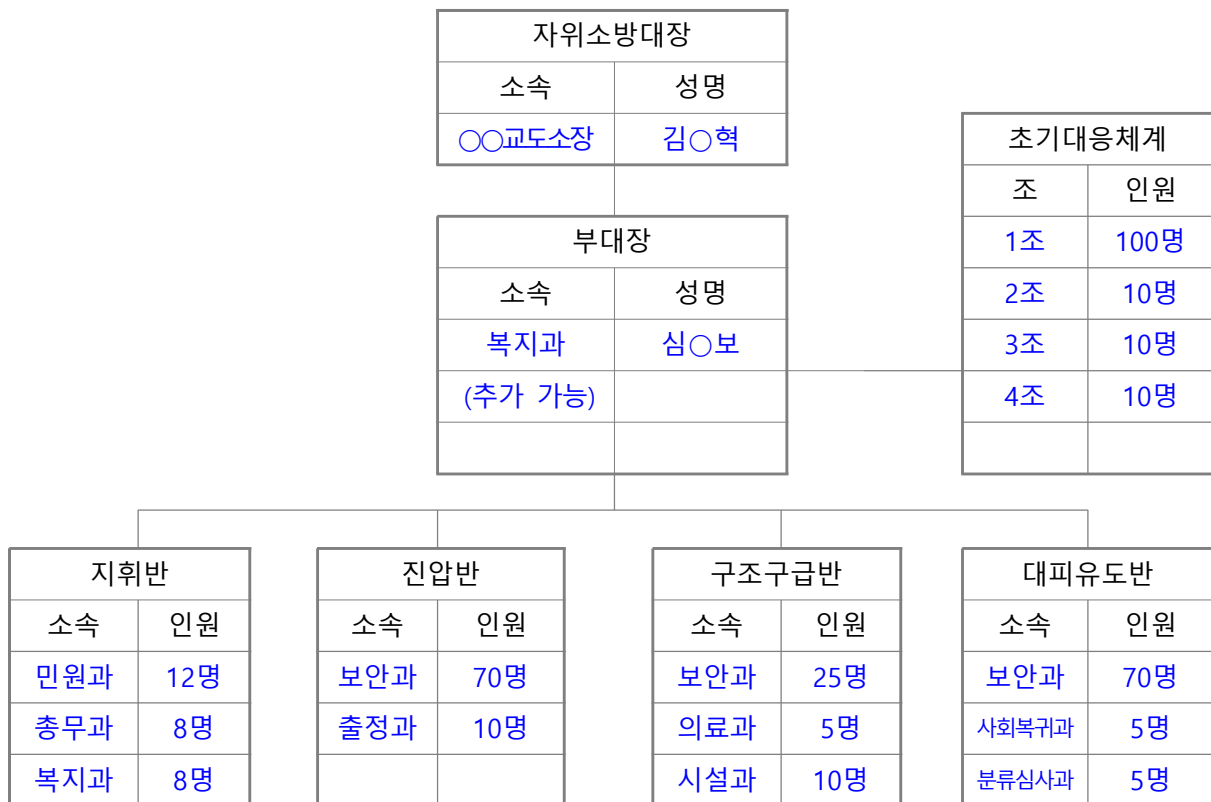 자위소방대장
소속 성명
○○교도소장 김○혁
초기대응체계
조 인원
1조 100명
2조 10명
3조 10명
4조 10명
부대장
소속 성명
복지과 심○보
(추가 가능)
지휘반
소속 인원
민원과 12명
총무과 8명
복지과 8명
진압반
소속 인원
보안과 70명
출정과 10명
구조구급반
소속 인원
보안과 25명
의료과 5명
시설과 10명
대피유도반
소속 인원
보안과 70명
사회복귀과 5명
분류심사과 5명